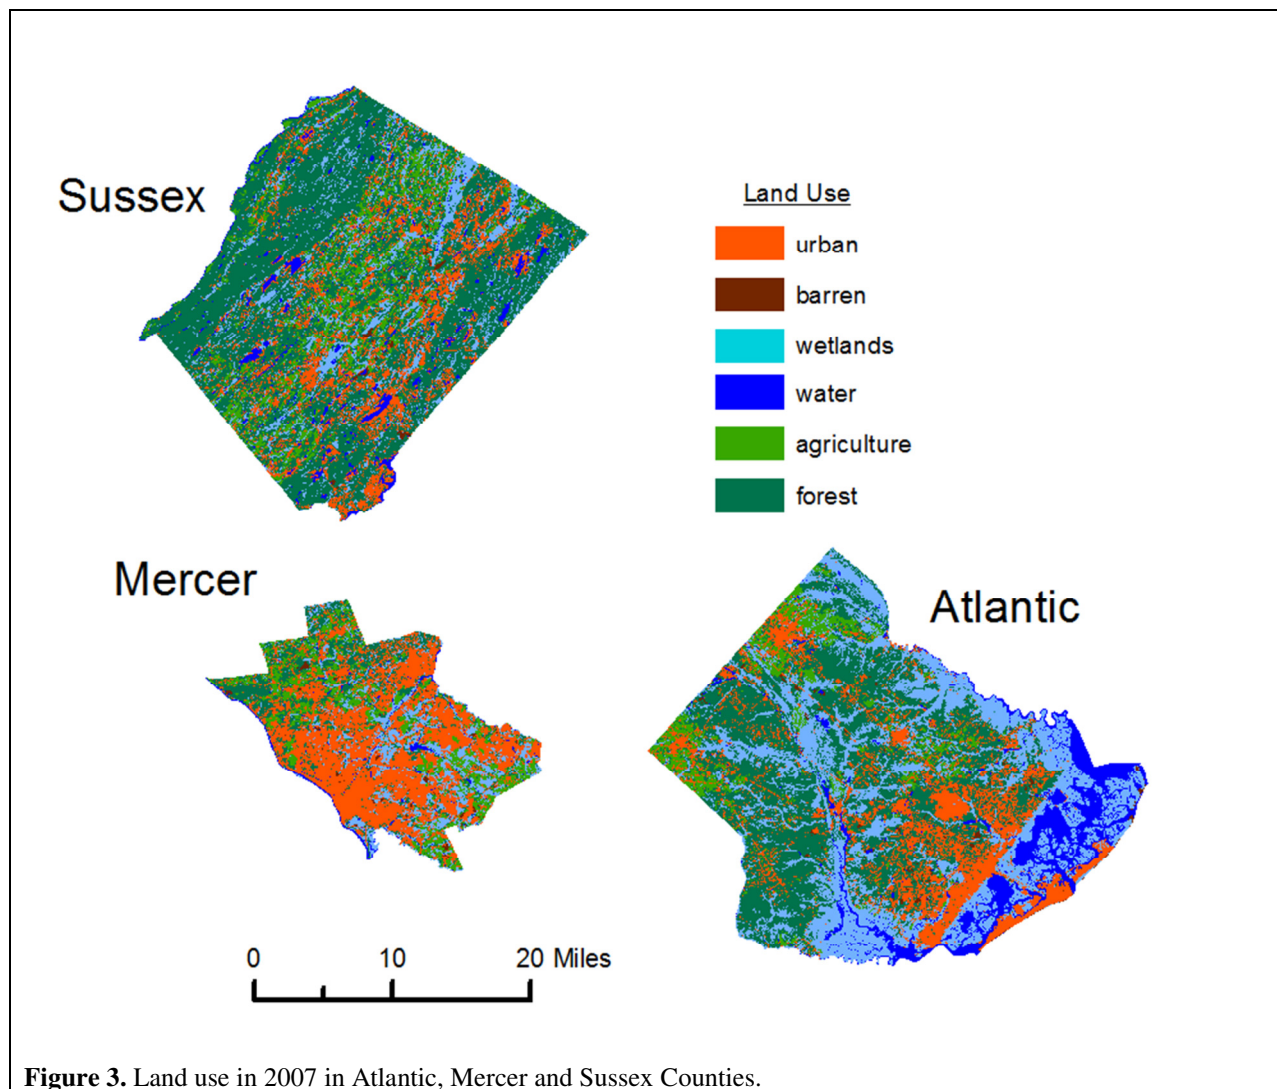 Sussex
Land Use
urban
barren
wetlands
water
agriculture
forest
Mercer
Atlantic
0 10 20 Miles
Figure 3. Land use in 2007 in Atlantic, Mercer and Sussex Counties.